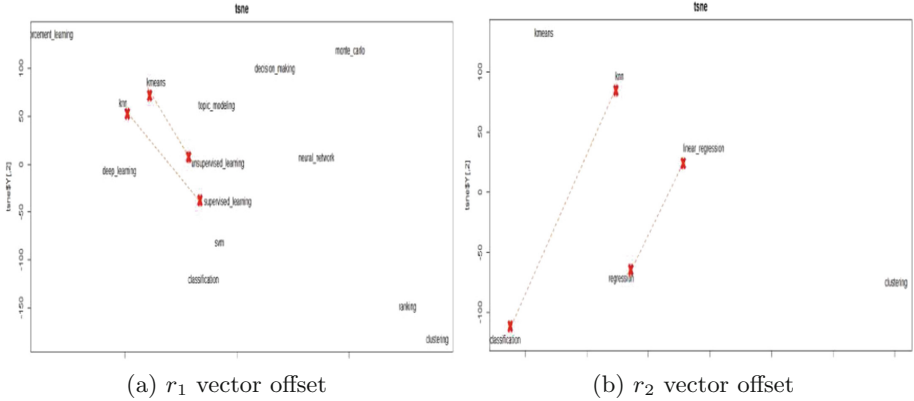 tsne
tsne
orcement_learning
kmeans
monte_carlo
decision_making
kmeans
knn
knn
topic_modeling
linear_regression
unsupervised_learning
neural_network
deep_learning
supervised_learning
svm
classification
regression
clustering
ranking
clustering
classification
tsne$Y[,2]
100
50
0
-50
-100
-150
tsne$Y[,2]
100
50
0
-50
-100
(a) r₁ vector offset
(b) r₂ vector offset